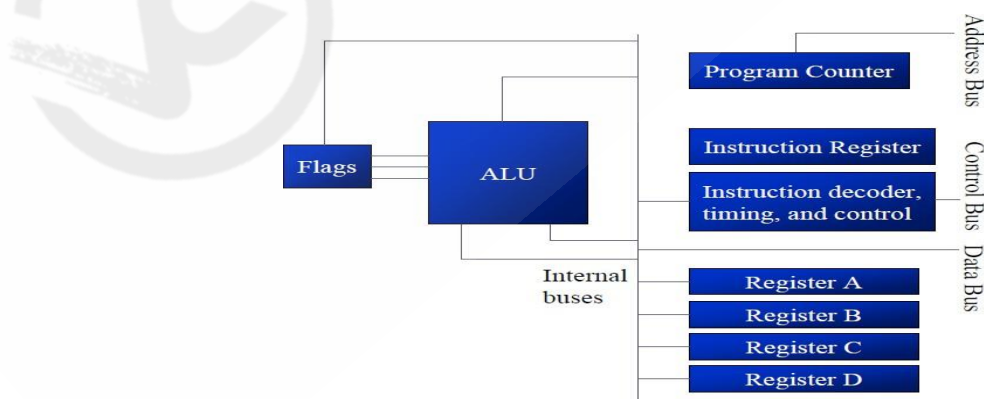 Address Bus
Program Counter
Instruction Register
Control Bus
Flags
ALU
Instruction decoder,
timing, and control
Data Bus
Internal
buses
Register A
Register B
Register C
Register D